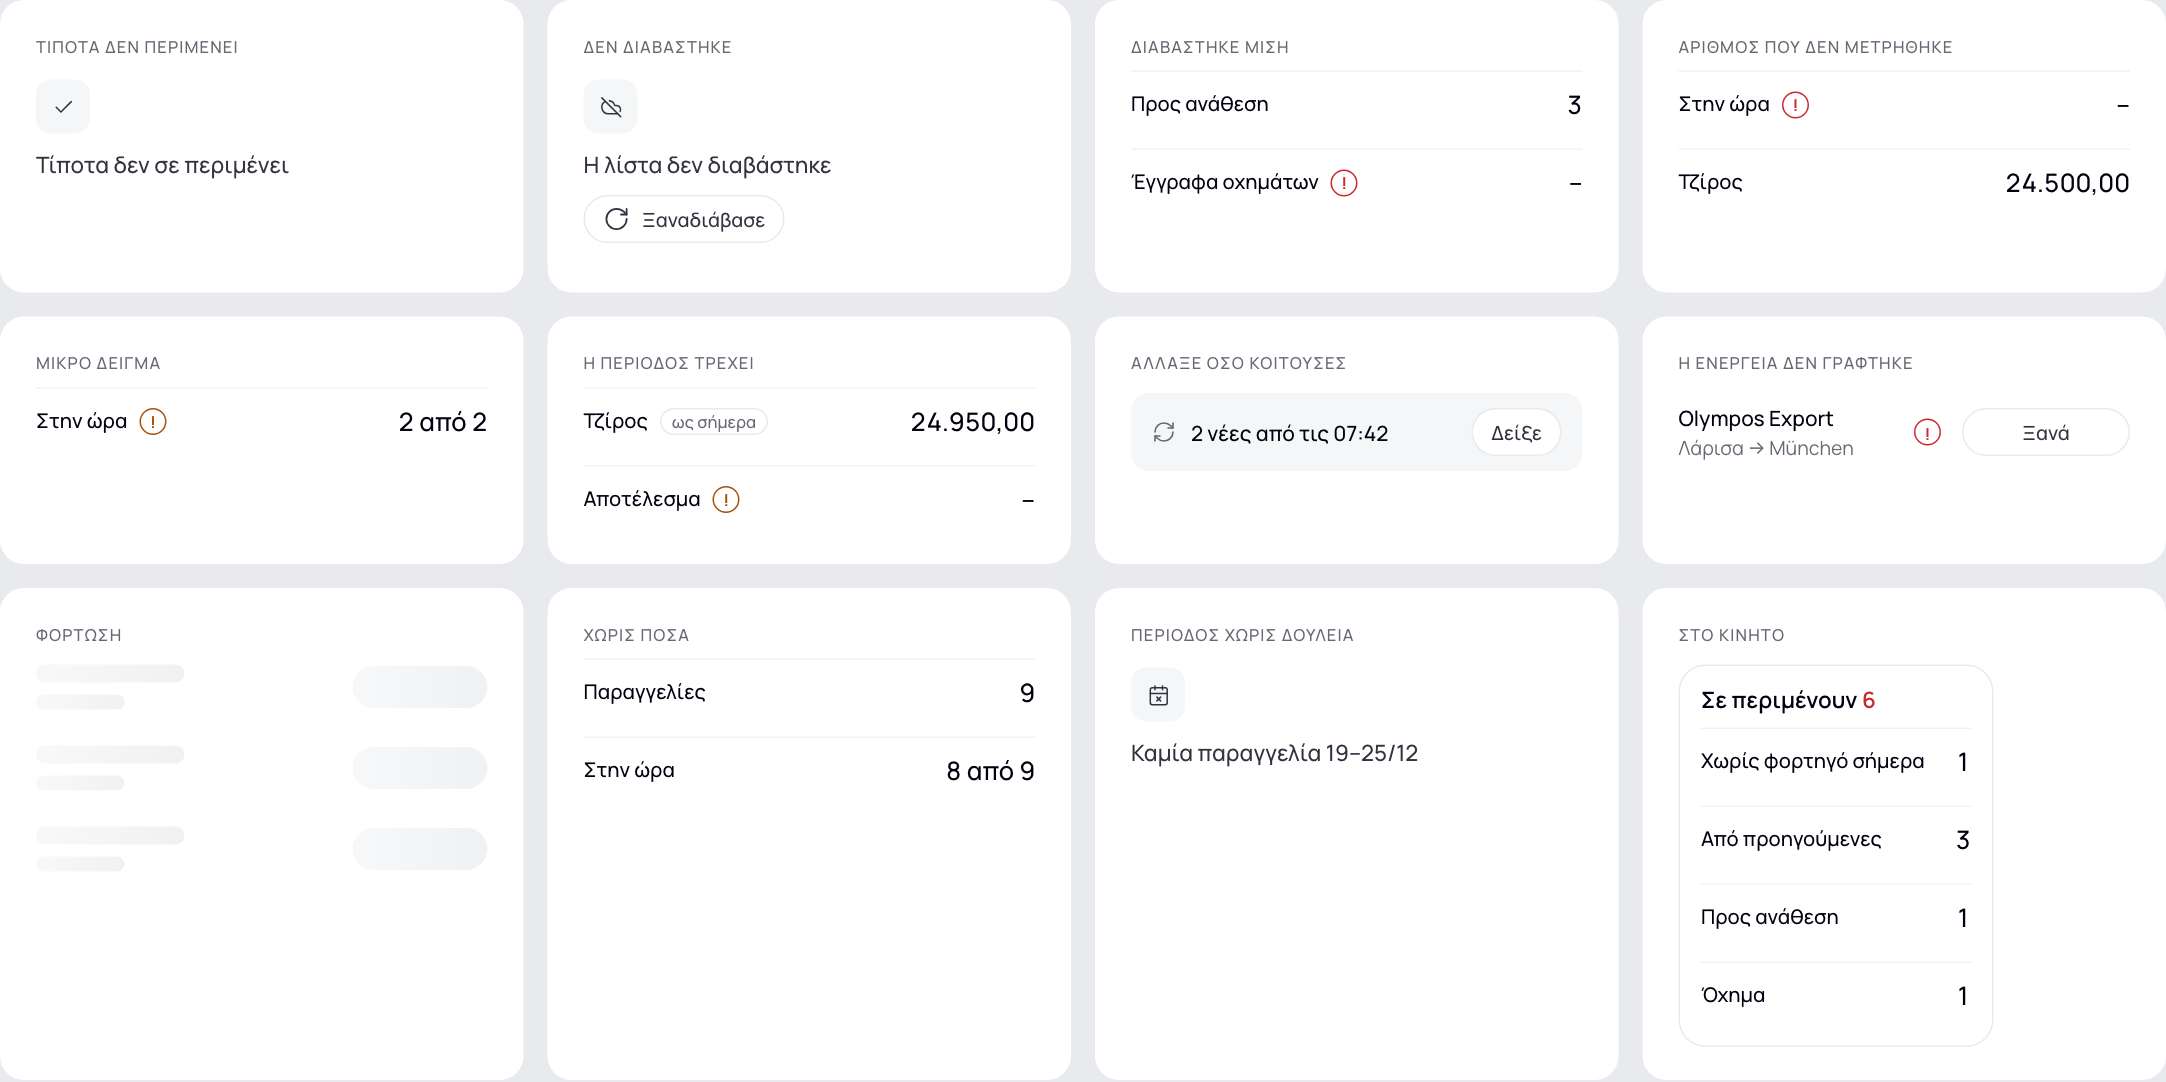 ΤΙΠΟΤΑ ΔΕΝ ΠΕΡΙΜΕΝΕΙ
Τίποτα δεν σε περιμένει
ΔΕΝ ΔΙΑΒΑΣΤΗΚΕ
Η λίστα δεν διαβάστηκε
Ξαναδιάβασε
ΔΙΑΒΑΣΤΗΚΕ ΜΙΣΗ
Προς ανάθεση 3
Έγγραφα οχημάτων ! –
ΑΡΙΘΜΟΣ ΠΟΥ ΔΕΝ ΜΕΤΡΗΘΗΚΕ
Στην ώρα ! –
Τζίρος 24.500,00
ΜΙΚΡΟ ΔΕΙΓΜΑ
Στην ώρα ! 2 από 2
Η ΠΕΡΙΟΔΟΣ ΤΡΕΧΕΙ
Τζίρος ως σήμερα 24.950,00
Αποτέλεσμα ! –
ΑΛΛΑΞΕ ΟΣΟ ΚΟΙΤΟΥΣΕΣ
2 νέες από τις 07:42 Δείξε
Η ΕΝΕΡΓΕΙΑ ΔΕΝ ΓΡΑΦΤΗΚΕ
Olympos Export
Λάρισα → München
! Ξανά
ΦΟΡΤΩΣΗ
ΧΩΡΙΣ ΠΟΣΑ
Παραγγελίες 9
Στην ώρα 8 από 9
ΠΕΡΙΟΔΟΣ ΧΩΡΙΣ ΔΟΥΛΕΙΑ
Καμία παραγγελία 19–25/12
ΣΤΟ ΚΙΝΗΤΟ
Σε περιμένουν 6
Χωρίς φορτηγό σήμερα 1
Από προηγούμενες 3
Προς ανάθεση 1
Όχημα 1